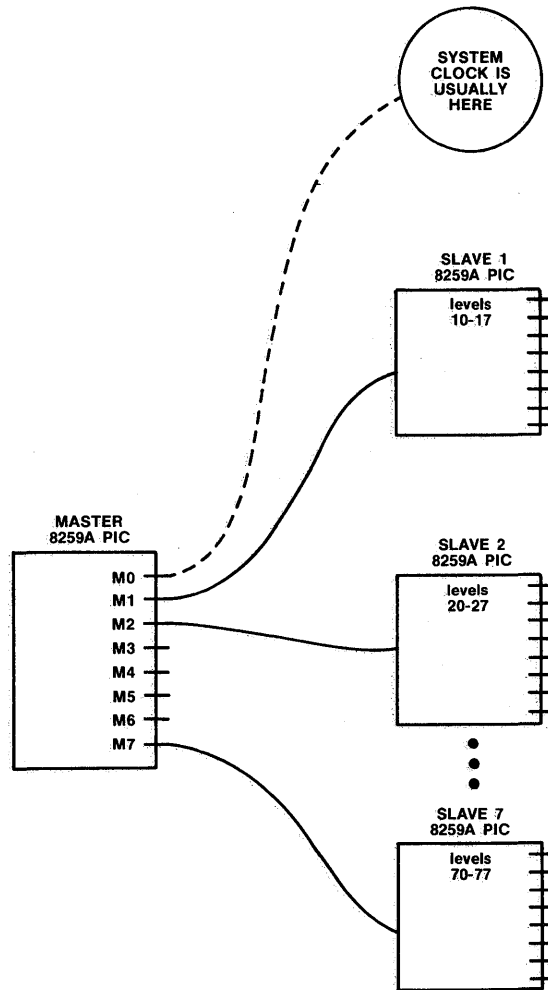 SYSTEM
CLOCK IS
USUALLY
HERE
SLAVE 1
8259A PIC
levels
10-17
MASTER
8259A PIC
M0
M1
M2
M3
M4
M5
M6
M7
SLAVE 2
8259A PIC
levels
20-27
SLAVE 7
8259A PIC
levels
70-77